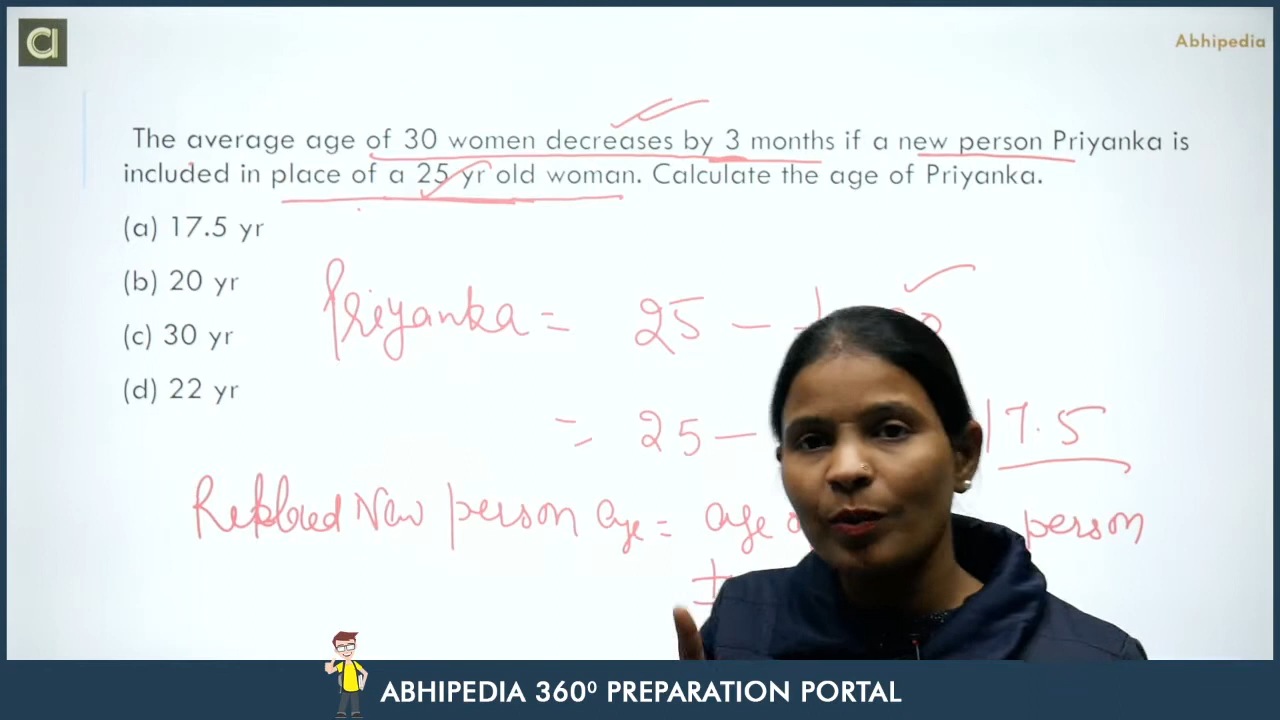 Abhipedia
The average age of 30 women decreases by 3 months if a new person Priyanka is
included in place of a 25 yr old woman. Calculate the age of Priyanka.
(a) 17.5 yr
(b) 20 yr
(c) 30 yr
(d) 22 yr
Priyanka = 25 –
= 25 – 17.5
New person age = age person
±
ABHIPEDIA 360⁰ PREPARATION PORTAL